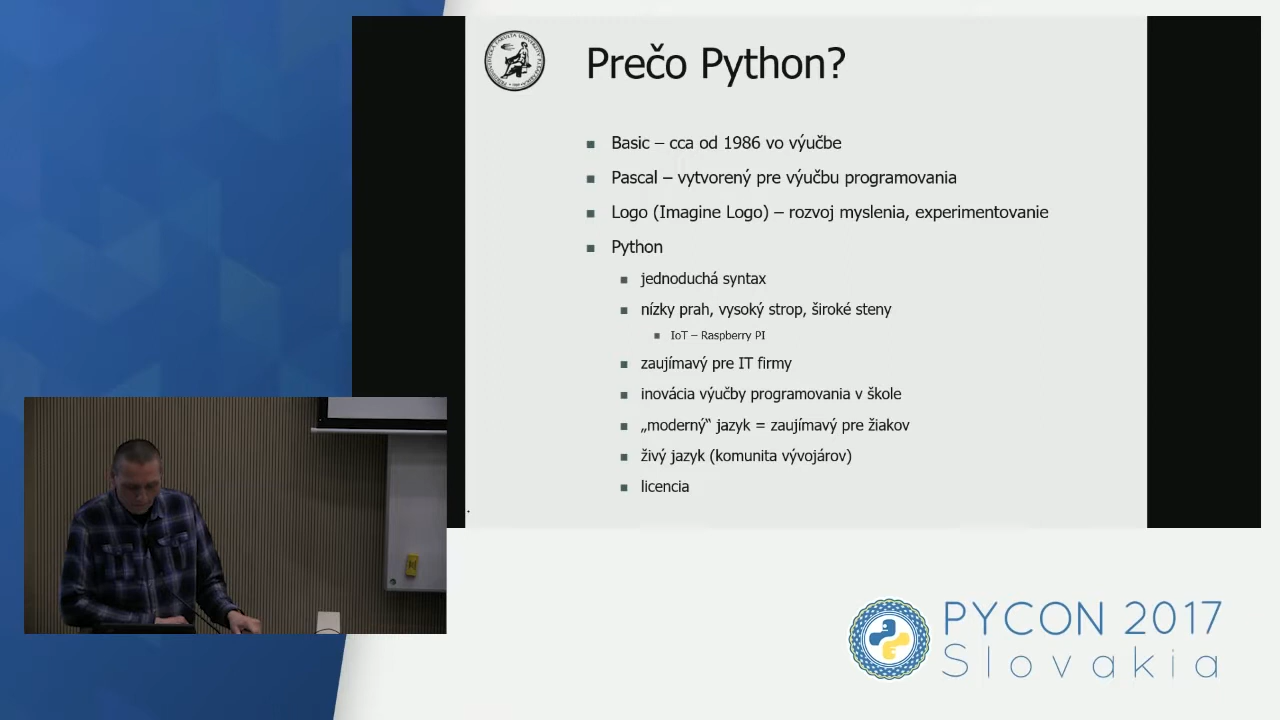 Prečo Python?
Basic – cca od 1986 vo výučbe
Pascal – vytvorený pre výučbu programovania
Logo (Imagine Logo) – rozvoj myslenia, experimentovanie
Python
jednoduchá syntax
nízky prah, vysoký strop, široké steny
IoT – Raspberry PI
zaujímavý pre IT firmy
inovácia výučby programovania v škole
„moderný“ jazyk = zaujímavý pre žiakov
živý jazyk (komunita vývojárov)
licencia
PYCON 2017
Slovakia